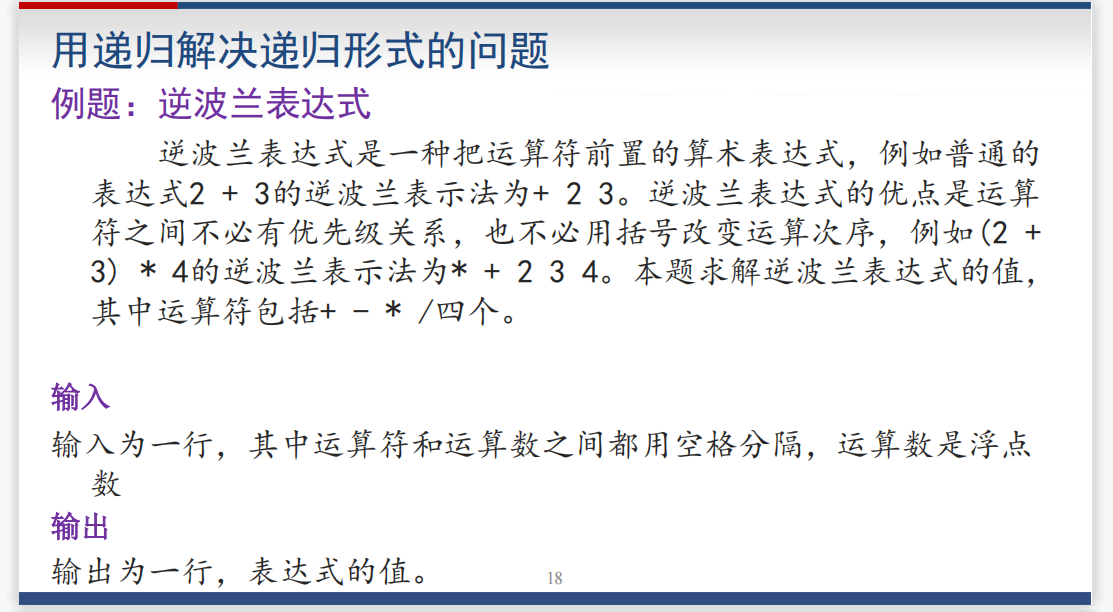 用递归解决递归形式的问题
例题：逆波兰表达式
逆波兰表达式是一种把运算符前置的算术表达式，例如普通的
表达式2 + 3的逆波兰表示法为+ 2 3。逆波兰表达式的优点是运算
符之间不必有优先级关系，也不必用括号改变运算次序，例如(2 +
3) * 4的逆波兰表示法为* + 2 3 4。本题求解逆波兰表达式的值，
其中运算符包括+ - * /四个。
输入
输入为一行，其中运算符和运算数之间都用空格分隔，运算数是浮点
数
输出
输出为一行，表达式的值。
18